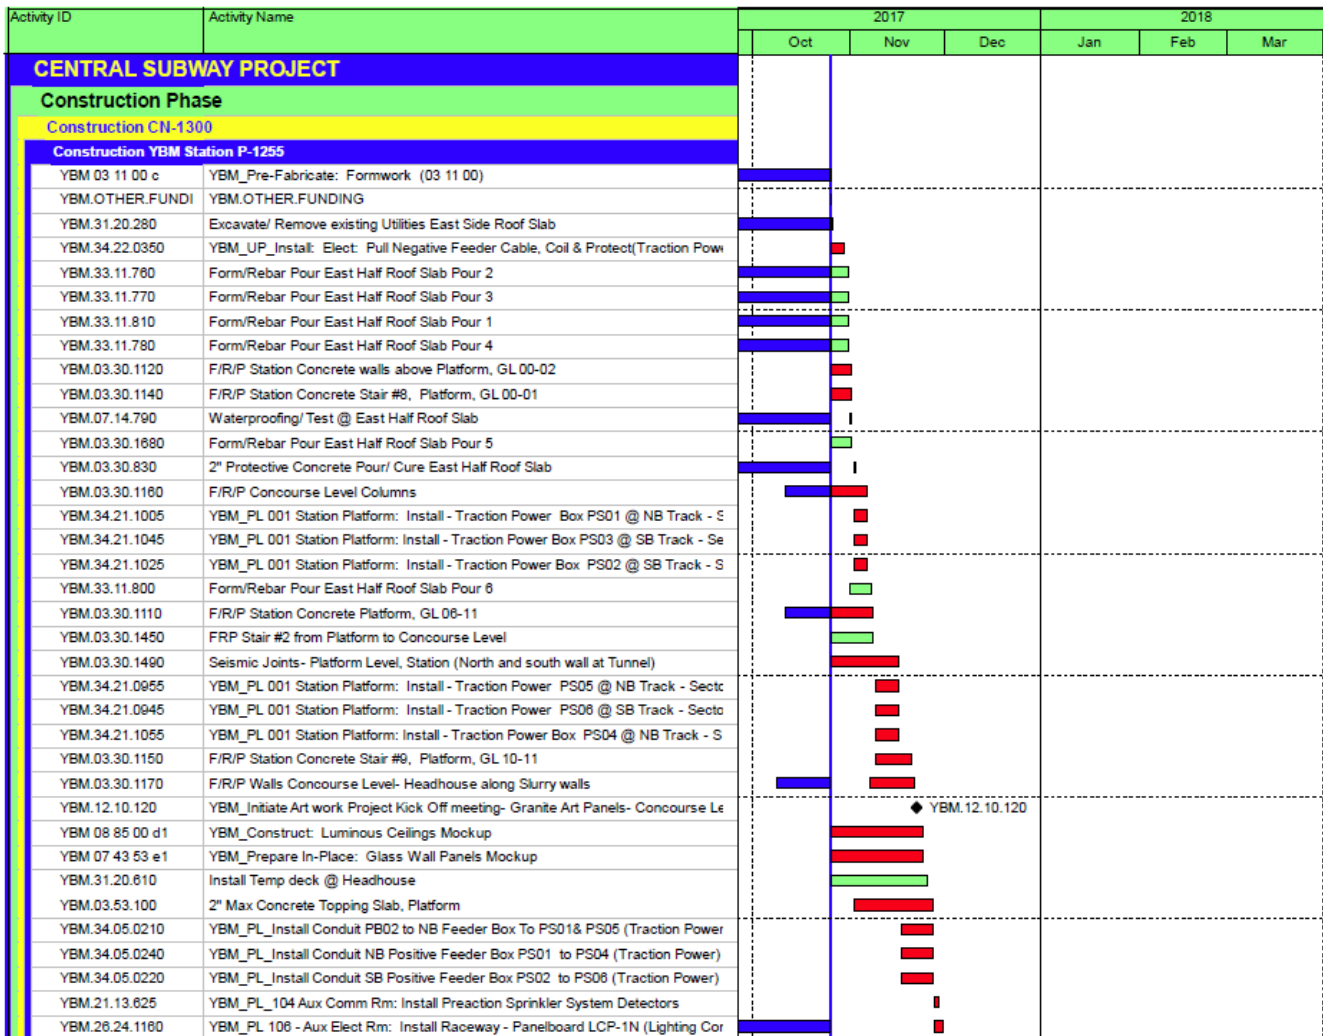 Activity ID Activity Name 2017 2018
Oct Nov Dec Jan Feb Mar
CENTRAL SUBWAY PROJECT
Construction Phase
Construction CN-1300
Construction YBM Station P-1255
YBM 03 11 00 c YBM_Pre-Fabricate: Formwork (03 11 00)
YBM.OTHER.FUNDI YBM.OTHER.FUNDING
YBM.31.20.280 Excavate/ Remove existing Utilities East Side Roof Slab
YBM.34.22.0350 YBM_UP_Install: Elect: Pull Negative Feeder Cable, Coil & Protect(Traction Powe
YBM.33.11.760 Form/Rebar Pour East Half Roof Slab Pour 2
YBM.33.11.770 Form/Rebar Pour East Half Roof Slab Pour 3
YBM.33.11.810 Form/Rebar Pour East Half Roof Slab Pour 1
YBM.33.11.780 Form/Rebar Pour East Half Roof Slab Pour 4
YBM.03.30.1120 F/R/P Station Concrete walls above Platform, GL 00-02
YBM.03.30.1140 F/R/P Station Concrete Stair #8, Platform, GL 00-01
YBM.07.14.790 Waterproofing/ Test @ East Half Roof Slab
YBM.03.30.1680 Form/Rebar Pour East Half Roof Slab Pour 5
YBM.03.30.830 2" Protective Concrete Pour/ Cure East Half Roof Slab
YBM.03.30.1160 F/R/P Concourse Level Columns
YBM.34.21.1005 YBM_PL 001 Station Platform: Install - Traction Power Box PS01 @ NB Track - S
YBM.34.21.1045 YBM_PL 001 Station Platform: Install - Traction Power Box PS03 @ SB Track - Se
YBM.34.21.1025 YBM_PL 001 Station Platform: Install - Traction Power Box PS02 @ SB Track - S
YBM.33.11.800 Form/Rebar Pour East Half Roof Slab Pour 6
YBM.03.30.1110 F/R/P Station Concrete Platform, GL 06-11
YBM.03.30.1450 FRP Stair #2 from Platform to Concourse Level
YBM.03.30.1490 Seismic Joints- Platform Level, Station (North and south wall at Tunnel)
YBM.34.21.0955 YBM_PL 001 Station Platform: Install - Traction Power PS05 @ NB Track - Secto
YBM.34.21.0945 YBM_PL 001 Station Platform: Install - Traction Power PS06 @ SB Track - Secto
YBM.34.21.1055 YBM_PL 001 Station Platform: Install - Traction Power Box PS04 @ NB Track - S
YBM.03.30.1150 F/R/P Station Concrete Stair #9, Platform, GL 10-11
YBM.03.30.1170 F/R/P Walls Concourse Level- Headhouse along Slurry walls
YBM.12.10.120 YBM_Initiate Art work Project Kick Off meeting- Granite Art Panels- Concourse Le YBM.12.10.120
YBM 08 85 00 d1 YBM_Construct: Luminous Ceilings Mockup
YBM 07 43 53 e1 YBM_Prepare In-Place: Glass Wall Panels Mockup
YBM.31.20.610 Install Temp deck @ Headhouse
YBM.03.53.100 2" Max Concrete Topping Slab, Platform
YBM.34.05.0210 YBM_PL_Install Conduit PB02 to NB Feeder Box To PS01& PS05 (Traction Power
YBM.34.05.0240 YBM_PL_Install Conduit NB Positive Feeder Box PS01 to PS04 (Traction Power)
YBM.34.05.0220 YBM_PL_Install Conduit SB Positive Feeder Box PS02 to PS06 (Traction Power)
YBM.21.13.625 YBM_PL_104 Aux Comm Rm: Install Preaction Sprinkler System Detectors
YBM.26.24.1160 YBM_PL 106 - Aux Elect Rm: Install Raceway - Panelboard LCP-1N (Lighting Cor